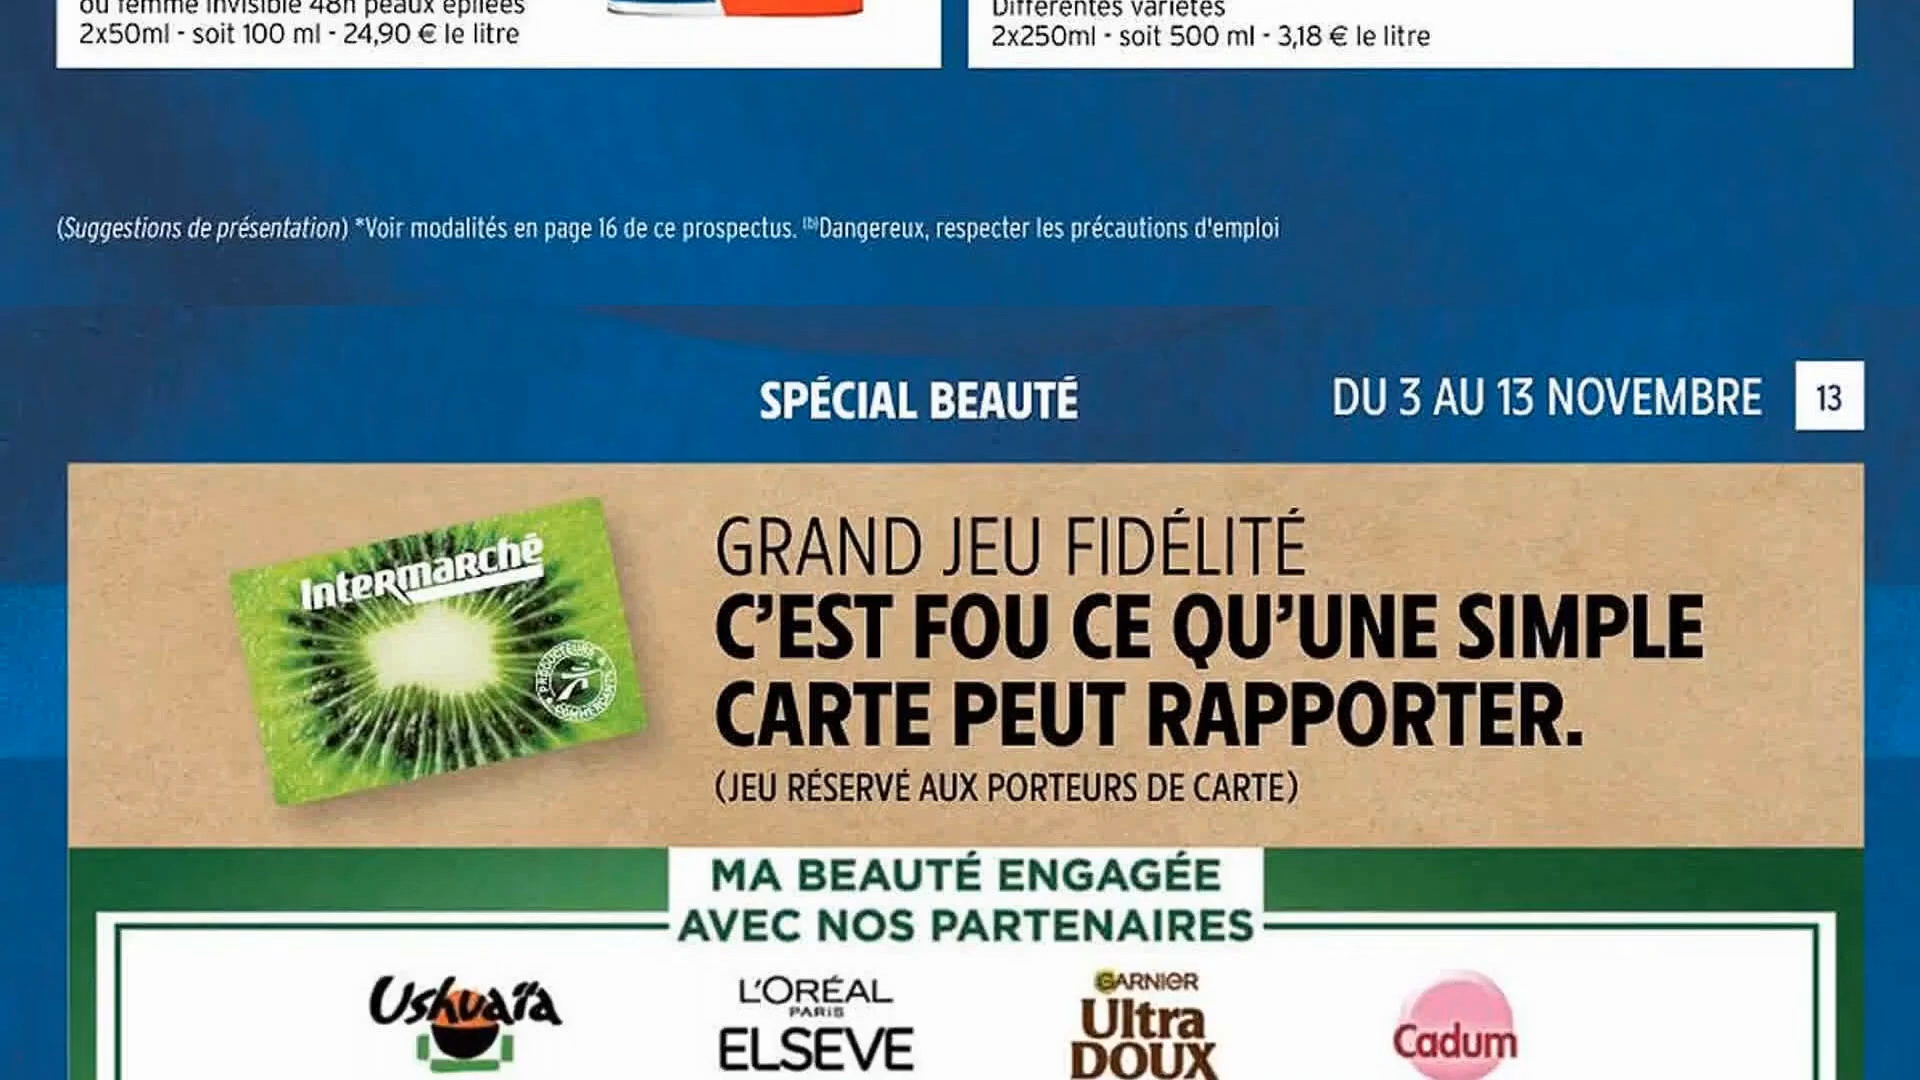 ou femme invisible 48h peaux épilées
2x50ml - soit 100 ml - 24,90 € le litre
Différentes variétés
2x250ml - soit 500 ml - 3,18 € le litre
(Suggestions de présentation) *Voir modalités en page 16 de ce prospectus. (b)Dangereux, respecter les précautions d'emploi
SPÉCIAL BEAUTÉ
DU 3 AU 13 NOVEMBRE
13
Intermarché
PRODUCTEURS
COMMERÇANTS
GRAND JEU FIDÉLITÉ
C'EST FOU CE QU'UNE SIMPLE
CARTE PEUT RAPPORTER.
(JEU RÉSERVÉ AUX PORTEURS DE CARTE)
MA BEAUTÉ ENGAGÉE
AVEC NOS PARTENAIRES
Ushuaïa
L'ORÉAL
PARIS
ELSEVE
GARNIER
Ultra
DOUX
Cadum